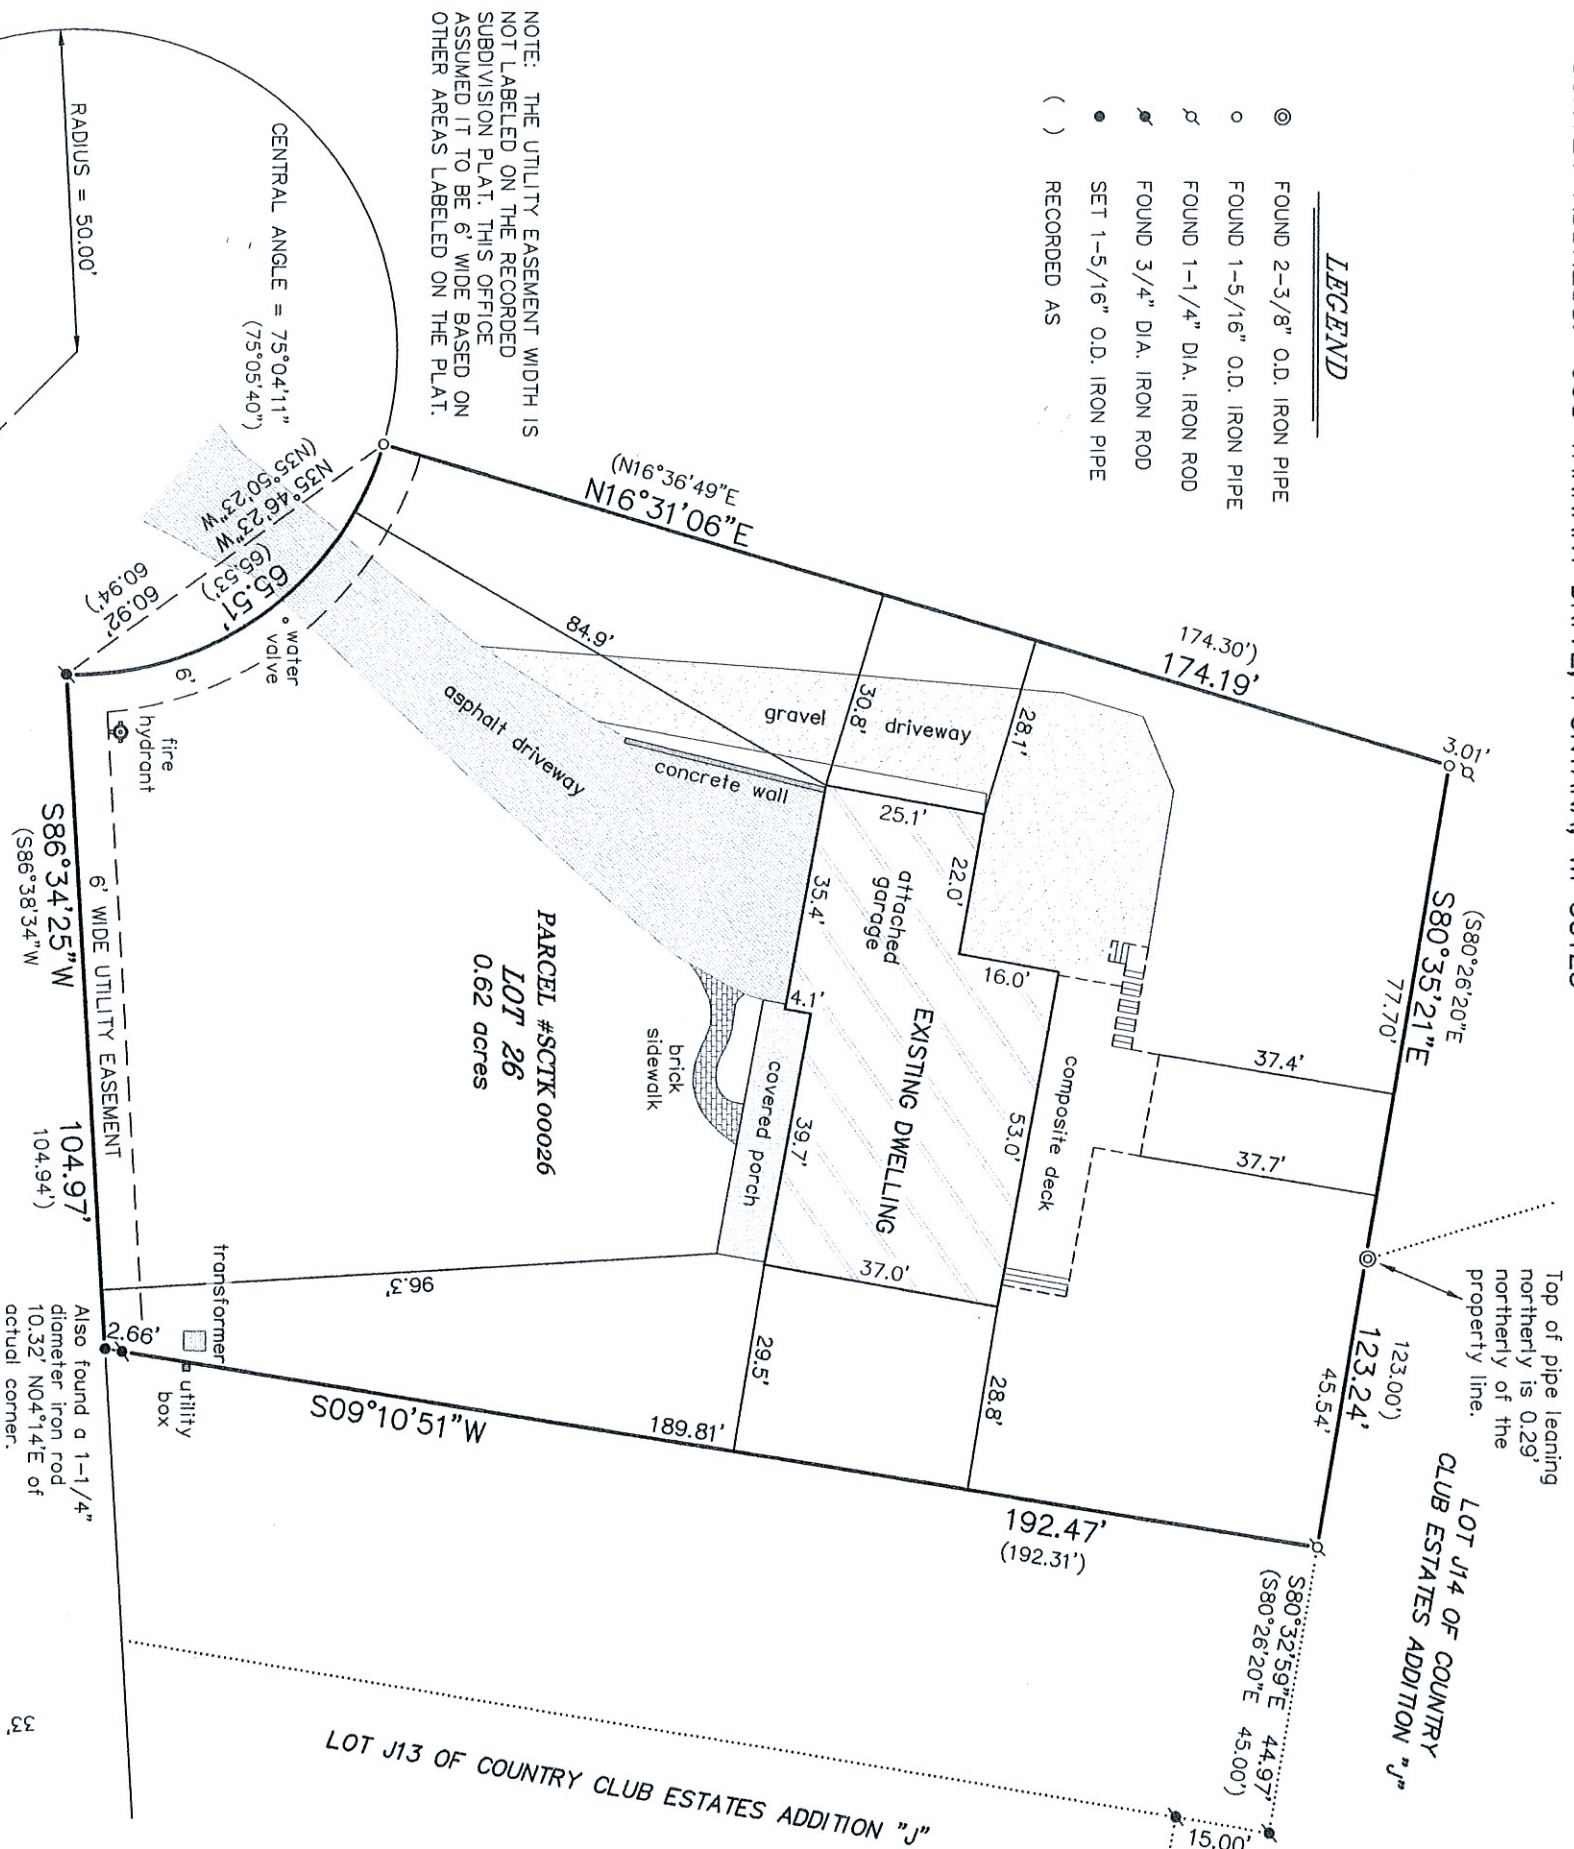 LEGEND
FOUND 2-3/8" O.D. IRON PIPE
FOUND 1-5/16" O.D. IRON PIPE
FOUND 1-1/4" DIA. IRON ROD
FOUND 3/4" DIA. IRON ROD
SET 1-5/16" O.D. IRON PIPE
( ) RECORDED AS
NOTE: THE UTILITY EASEMENT WIDTH IS
NOT LABELED ON THE RECORDED
SUBDIVISION PLAT. THIS OFFICE
ASSUMED IT TO BE 6' WIDE BASED ON
OTHER AREAS LABELED ON THE PLAT.
RADIUS = 50.00'
CENTRAL ANGLE = 75°04'11"
(75°05'40")
N35°46'23"W
(N35°50'23"W
65.51'
(65.53')
60.92'
60.94')
(N16°36'49"E
N16°31'06"E
174.30')
174.19'
3.01'
(S80°26'20"E
S80°35'21"E
77.70'
123.00')
123.24'
45.54'
Top of pipe leaning
northerly is 0.29'
northerly of the
property line.
LOT J14 OF COUNTRY
CLUB ESTATES ADDITION "J"
S80°32'59"E 44.97'
(S80°26'20"E 45.00')
15.00'
84.9'
30.8'
28.1'
gravel driveway
concrete wall
asphalt driveway
25.1'
22.0'
attached
garage
35.4'
16.0'
4.1'
EXISTING DWELLING
composite deck
53.0'
37.4'
37.7'
covered porch
39.7'
37.0'
brick
sidewalk
PARCEL #SCTK 00026
LOT 26
0.62 acres
water
valve
6'
fire
hydrant
S86°34'25"W
(S86°38'34"W
6' WIDE UTILITY EASEMENT
104.97'
104.94')
96.3'
29.5'
28.8'
transformer
utility
box
2.66'
S09°10'51"W
189.81'
192.47'
(192.31')
Also found a 1-1/4"
diameter iron rod
10.32' N04°14'E of
actual corner.
33'
LOT J13 OF COUNTRY CLUB ESTATES ADDITION "J"